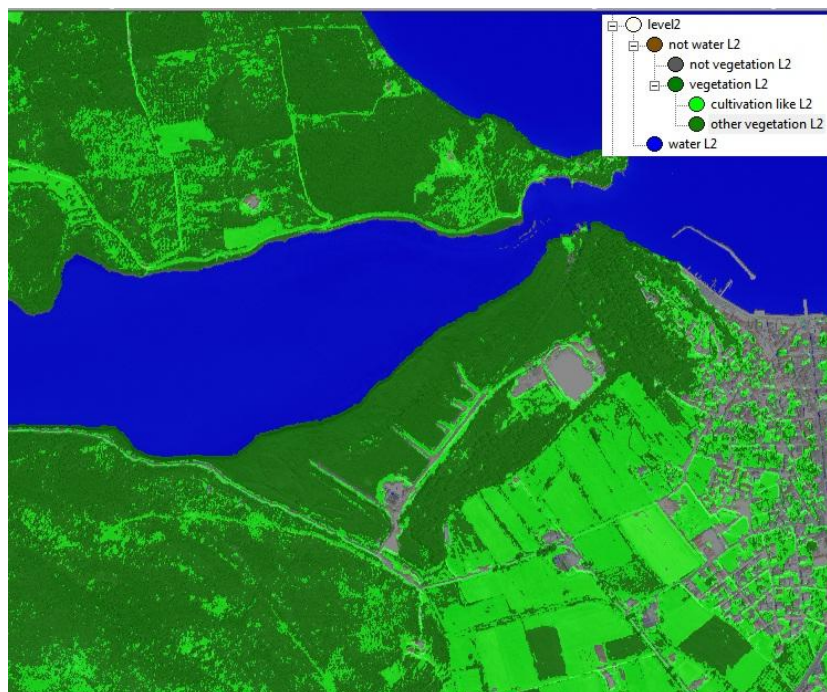 level2
not water L2
not vegetation L2
vegetation L2
cultivation like L2
other vegetation L2
water L2